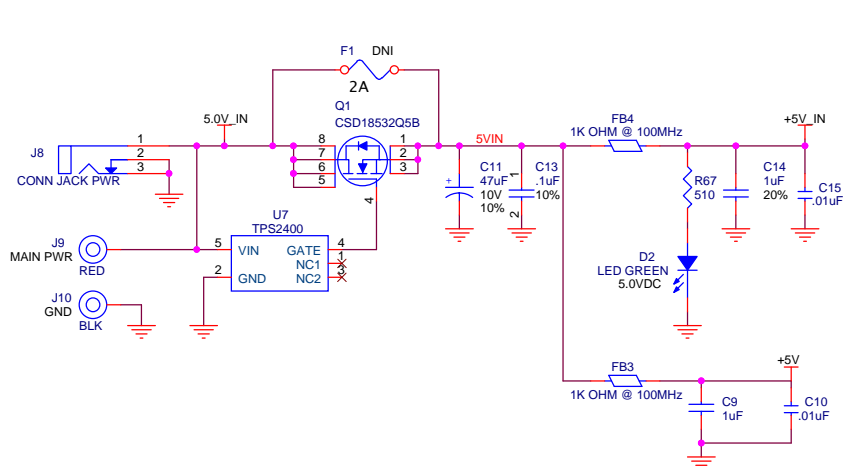 F1 DNI
2A
Q1
CSD18532Q5B
5.0V_IN
8
7
6
5
1
2
3
4
5VIN
J8
1
2
3
CONN JACK PWR
J9
MAIN PWR
RED
J10
GND
BLK
U7
TPS2400
5
2
VIN
GND
GATE
NC1
NC2
4
1
3
+
C11
47uF
10V
10%
1
2
C13
.1uF
10%
FB4
1K OHM @ 100MHz
+5V_IN
R67
510
C14
1uF
20%
C15
.01uF
D2
LED GREEN
5.0VDC
FB3
1K OHM @ 100MHz
+5V
C9
1uF
C10
.01uF